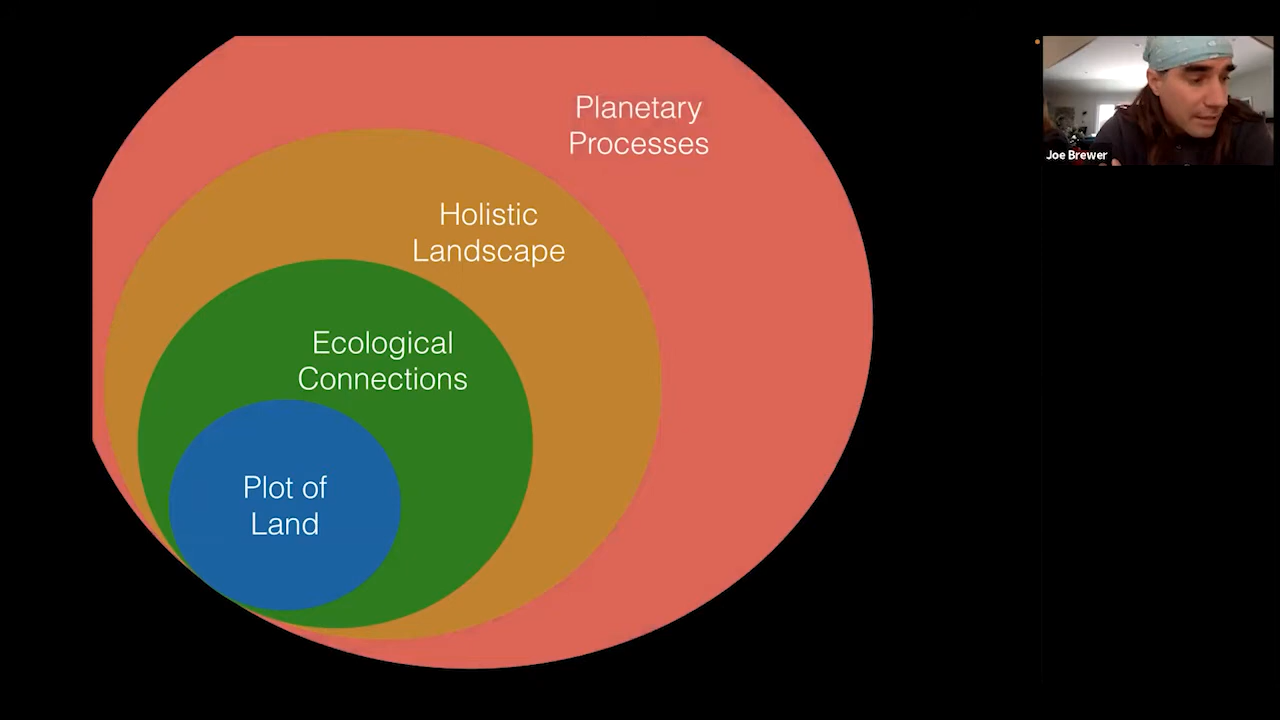 Planetary
Processes
Holistic
Landscape
Ecological
Connections
Plot of
Land
Joe Brewer